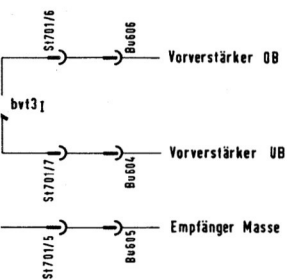 St701/6
Bu606
Vorverstärker OB
bvt3I
St701/7
Bu604
Vorverstärker UB
St701/5
Bu605
Empfänger Masse